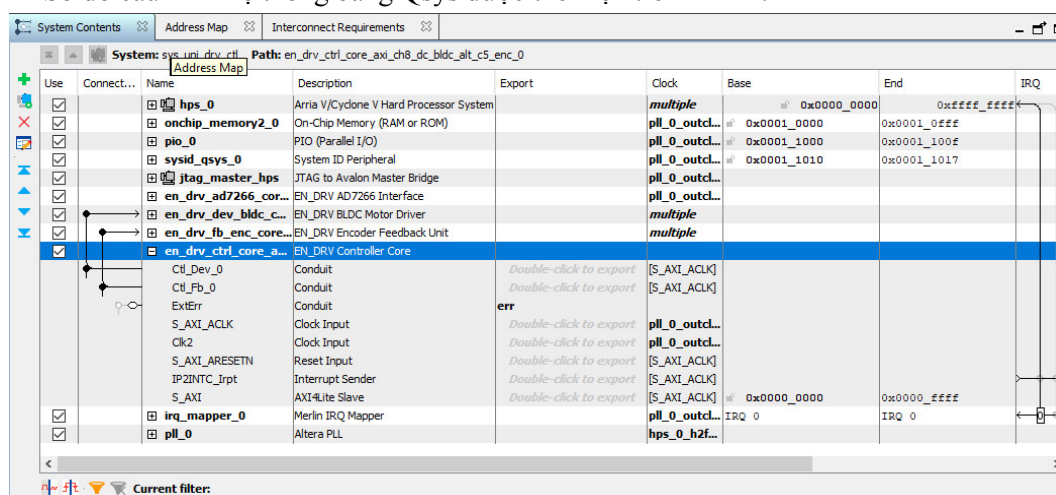 System Contents Address Map Interconnect Requirements
System: sys_uni_drv_ctl Path: en_drv_ctrl_core_axi_ch8_dc_bldc_alt_c5_enc_0
Address Map
Use Connect... Name Description Export Clock Base End IRQ
hps_0 Arria V/Cyclone V Hard Processor System multiple 0x0000_0000 0xffff_ffff
onchip_memory2_0 On-Chip Memory (RAM or ROM) pll_0_outcl... 0x0001_0000 0x0001_0fff
pio_0 PIO (Parallel I/O) pll_0_outcl... 0x0001_1000 0x0001_100f
sysid_qsys_0 System ID Peripheral pll_0_outcl... 0x0001_1010 0x0001_1017
jtag_master_hps JTAG to Avalon Master Bridge pll_0_outcl...
en_drv_ad7266_cor... EN_DRV AD7266 Interface pll_0_outcl...
en_drv_dev_bldc_c... EN_DRV BLDC Motor Driver multiple
en_drv_fb_enc_core... EN_DRV Encoder Feedback Unit multiple
en_drv_ctrl_core_a... EN_DRV Controller Core
Ctl_Dev_0 Conduit Double-click to export [S_AXI_ACLK]
Ctl_Fb_0 Conduit Double-click to export [S_AXI_ACLK]
ExtErr Conduit err
S_AXI_ACLK Clock Input Double-click to export pll_0_outcl...
Clk2 Clock Input Double-click to export pll_0_outcl...
S_AXI_ARESETN Reset Input Double-click to export [S_AXI_ACLK]
IP2INTC_Irpt Interrupt Sender Double-click to export [S_AXI_ACLK]
S_AXI AXI4Lite Slave Double-click to export [S_AXI_ACLK] 0x0000_0000 0x0000_ffff
irq_mapper_0 Merlin IRQ Mapper pll_0_outcl... IRQ 0 IRQ 0
pll_0 Altera PLL hps_0_h2f...
Current filter: